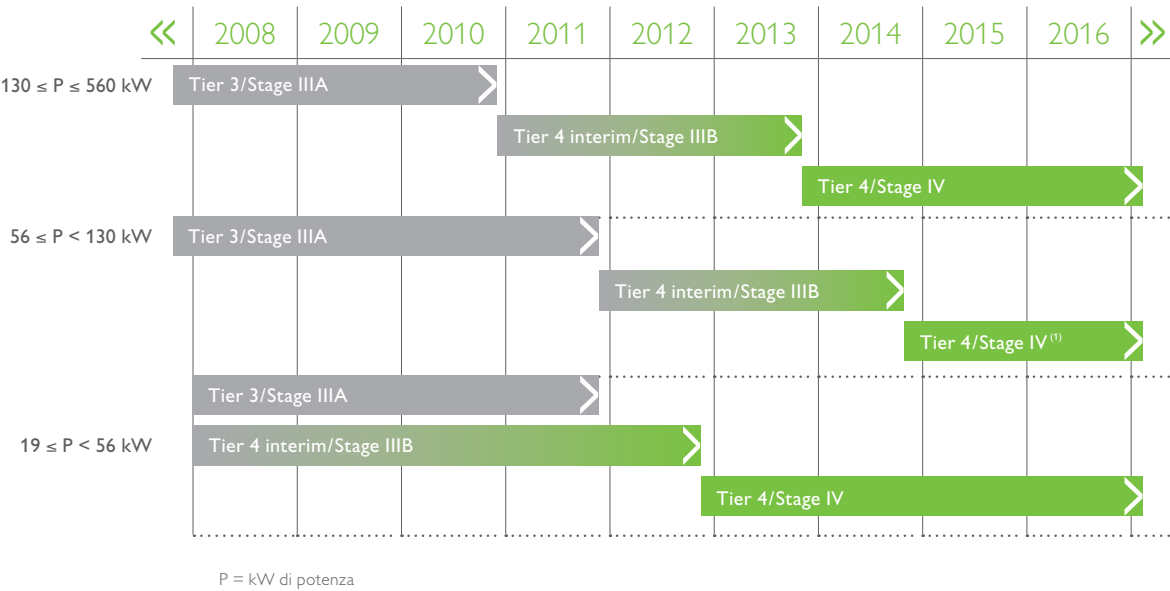 « 2008 2009 2010 2011 2012 2013 2014 2015 2016 »
130 ≤ P ≤ 560 kW Tier 3/Stage IIIA
Tier 4 interim/Stage IIIB
Tier 4/Stage IV
56 ≤ P < 130 kW Tier 3/Stage IIIA
Tier 4 interim/Stage IIIB
Tier 4/Stage IV (1)
Tier 3/Stage IIIA
19 ≤ P < 56 kW Tier 4 interim/Stage IIIB
Tier 4/Stage IV
P = kW di potenza